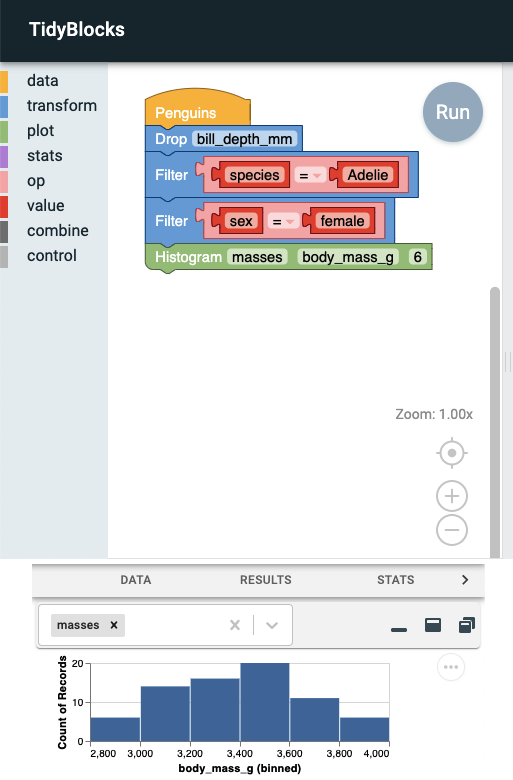 TidyBlocks
data
transform
plot
stats
op
value
combine
control
Penguins
Drop bill_depth_mm
Filter species = Adelie
Filter sex = female
Histogram masses body_mass_g 6
Run
Zoom: 1.00x
DATA RESULTS STATS
masses
Count of Records
20
10
0
2,800 3,000 3,200 3,400 3,600 3,800 4,000
body_mass_g (binned)